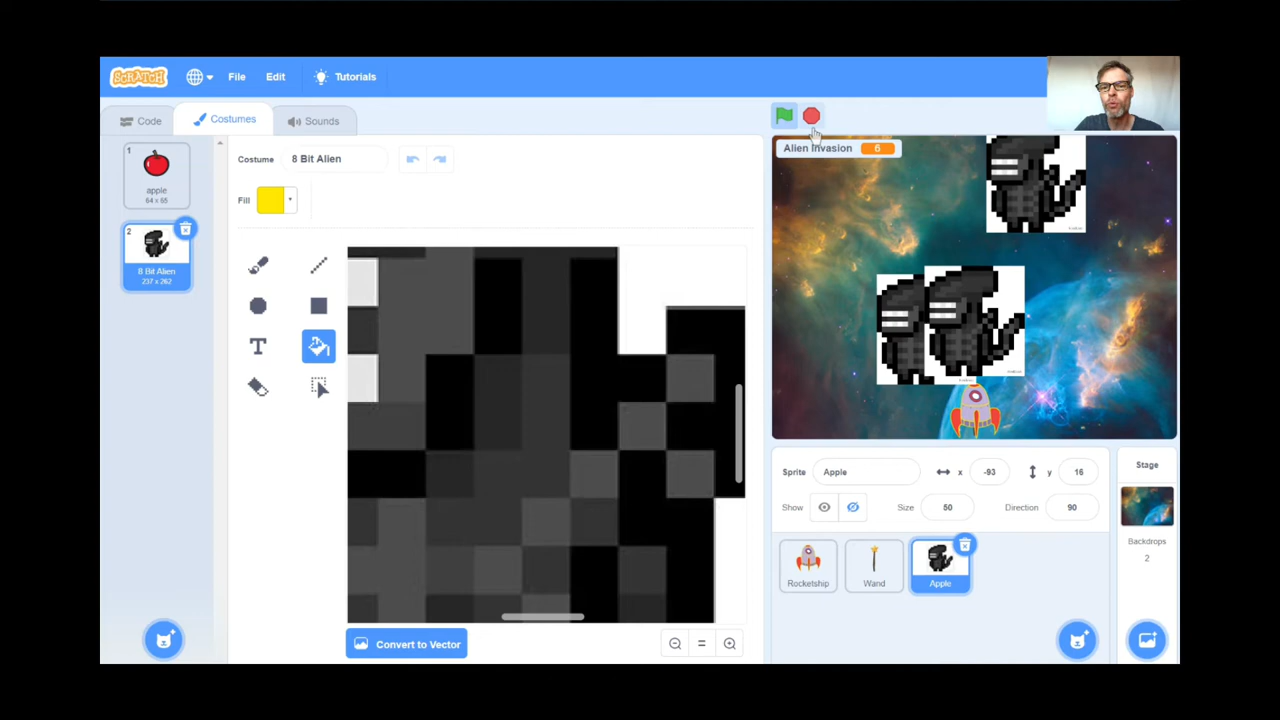 SCRATCH File Edit Tutorials
Code Costumes Sounds
Costume 8 Bit Alien
Fill
1
apple
64 x 65
2
8 Bit Alien
237 x 262
T
Convert to Vector
Alien Invasion 6
Sprite Apple x -93 y 16
Show Size 50 Direction 90
Rocketship Wand Apple
Stage
Backdrops
2